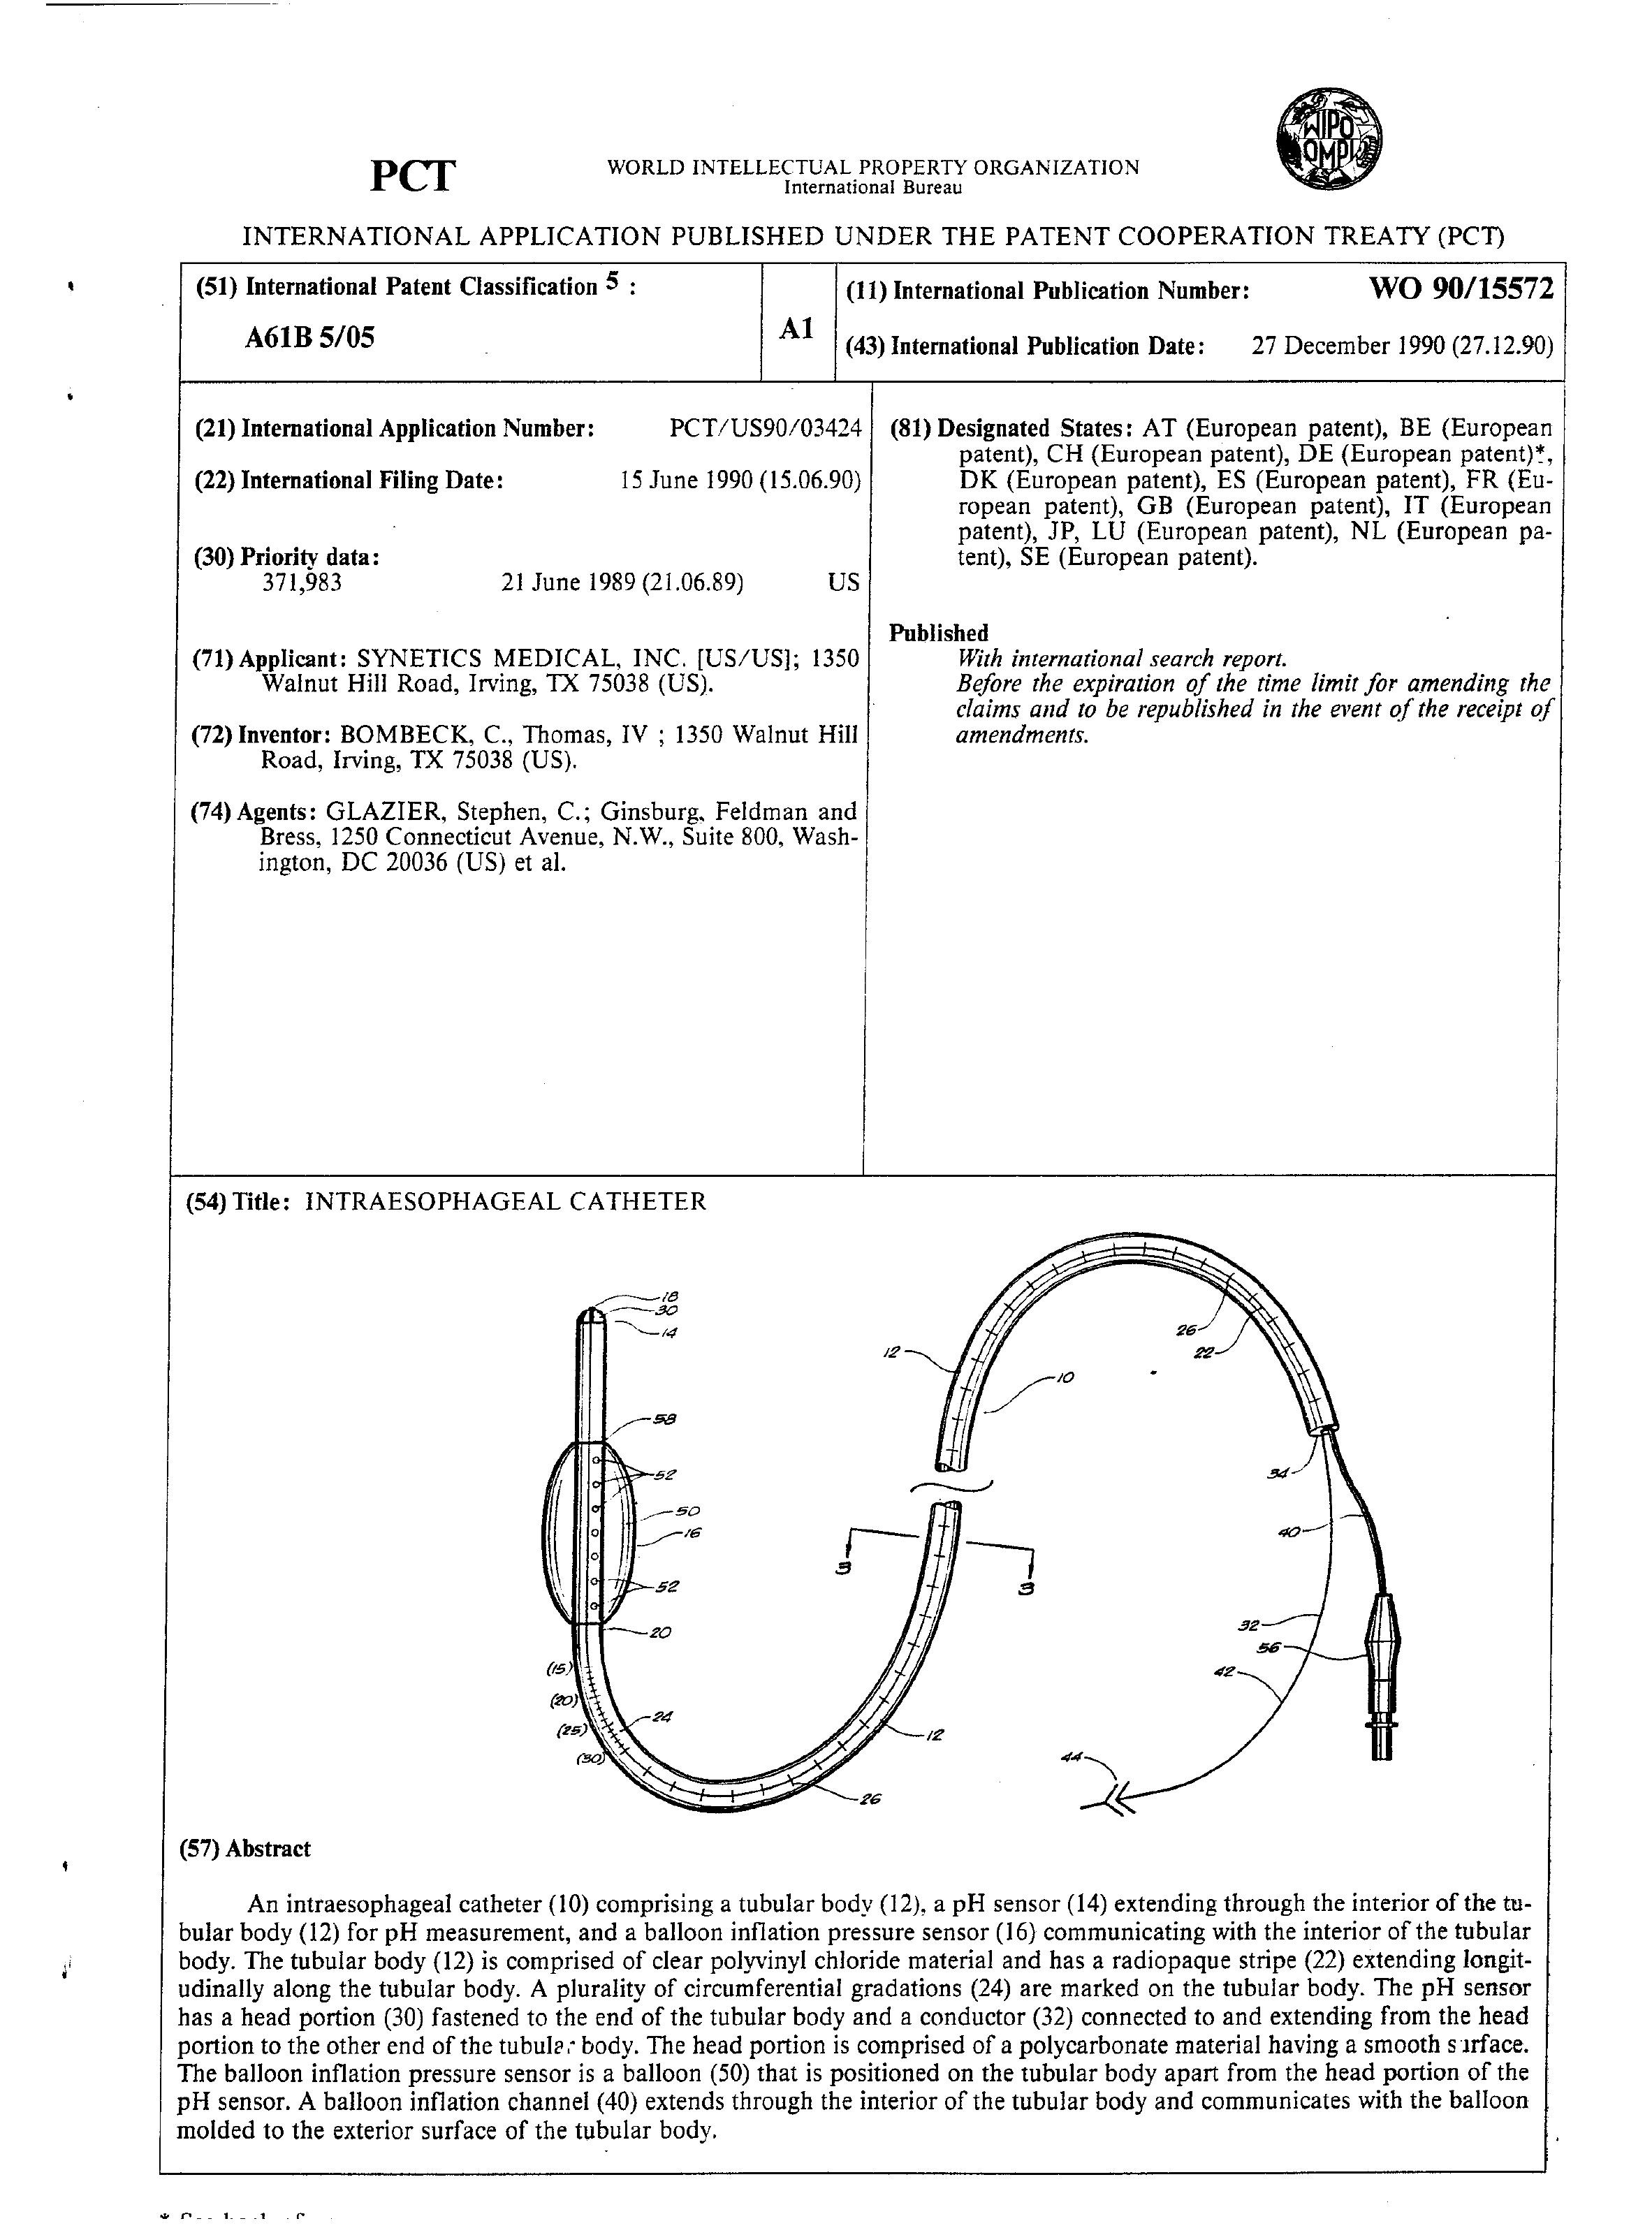 WIPO
OMPI
PCT
WORLD INTELLECTUAL PROPERTY ORGANIZATION
International Bureau
INTERNATIONAL APPLICATION PUBLISHED UNDER THE PATENT COOPERATION TREATY (PCT)
(51) International Patent Classification 5 :
A61B 5/05
A1
(11) International Publication Number: WO 90/15572
(43) International Publication Date: 27 December 1990 (27.12.90)
(21) International Application Number: PCT/US90/03424
(22) International Filing Date: 15 June 1990 (15.06.90)
(30) Priority data:
371,983 21 June 1989 (21.06.89) US
(71) Applicant: SYNETICS MEDICAL, INC. [US/US]; 1350
Walnut Hill Road, Irving, TX 75038 (US).
(72) Inventor: BOMBECK, C., Thomas, IV ; 1350 Walnut Hill
Road, Irving, TX 75038 (US).
(74) Agents: GLAZIER, Stephen, C.; Ginsburg, Feldman and
Bress, 1250 Connecticut Avenue, N.W., Suite 800, Wash-
ington, DC 20036 (US) et al.
(81) Designated States: AT (European patent), BE (European
patent), CH (European patent), DE (European patent)*,
DK (European patent), ES (European patent), FR (Eu-
ropean patent), GB (European patent), IT (European
patent), JP, LU (European patent), NL (European pa-
tent), SE (European patent).
Published
With international search report.
Before the expiration of the time limit for amending the
claims and to be republished in the event of the receipt of
amendments.
(54) Title: INTRAESOPHAGEAL CATHETER
18
30
14
58
52
50
16
52
20
(15)
(20)
(25)
(30)
24
26
12
12
10
26
22
34
3
3
40
32
56
42
44
(57) Abstract
An intraesophageal catheter (10) comprising a tubular body (12), a pH sensor (14) extending through the interior of the tu-
bular body (12) for pH measurement, and a balloon inflation pressure sensor (16) communicating with the interior of the tubular
body. The tubular body (12) is comprised of clear polyvinyl chloride material and has a radiopaque stripe (22) extending longit-
udinally along the tubular body. A plurality of circumferential gradations (24) are marked on the tubular body. The pH sensor
has a head portion (30) fastened to the end of the tubular body and a conductor (32) connected to and extending from the head
portion to the other end of the tubular body. The head portion is comprised of a polycarbonate material having a smooth surface.
The balloon inflation pressure sensor is a balloon (50) that is positioned on the tubular body apart from the head portion of the
pH sensor. A balloon inflation channel (40) extends through the interior of the tubular body and communicates with the balloon
molded to the exterior surface of the tubular body.